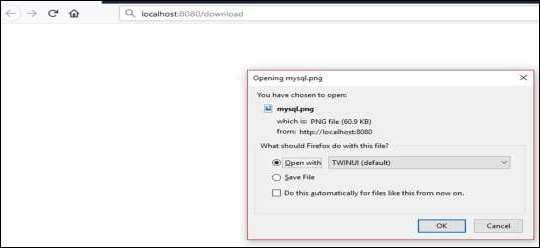 localhost:8080/download
Opening mysql.png
You have chosen to open:
mysql.png
which is: PNG file (60.9 KB)
from: http://localhost:8080
What should Firefox do with this file?
Open with TWINUI (default)
Save File
Do this automatically for files like this from now on.
OK Cancel